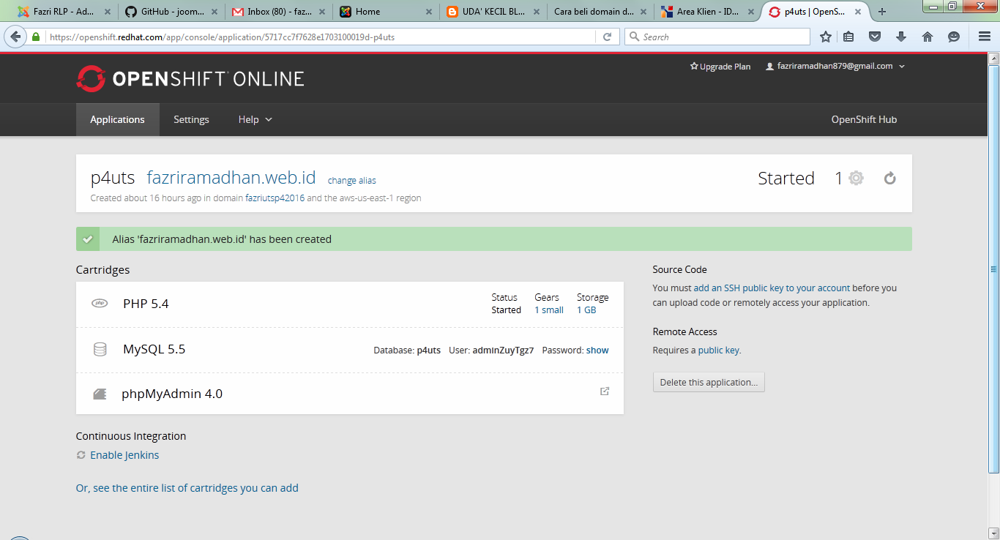 Fazri RLP - Ad...
GitHub - joom...
Inbox (80) - faz...
Home
UDA' KECIL BL...
Cara beli domain d...
Area Klien - ID...
p4uts | OpenS...
https://openshift.redhat.com/app/console/application/5717cc7f7628e1703100019d-p4uts
Search
OPENSHIFT ONLINE
Upgrade Plan
fazriramadhan879@gmail.com
Applications
Settings
Help
OpenShift Hub
p4uts fazriramadhan.web.id change alias
Started 1
Created about 16 hours ago in domain fazriutsp42016 and the aws-us-east-1 region
Alias 'fazriramadhan.web.id' has been created
Cartridges
php PHP 5.4
Status Gears Storage
Started 1 small 1 GB
MySQL 5.5
Database: p4uts User: adminZuyTgz7 Password: show
phpMyAdmin 4.0
Continuous Integration
Enable Jenkins
Or, see the entire list of cartridges you can add
Source Code
You must add an SSH public key to your account before you
can upload code or remotely access your application.
Remote Access
Requires a public key.
Delete this application...